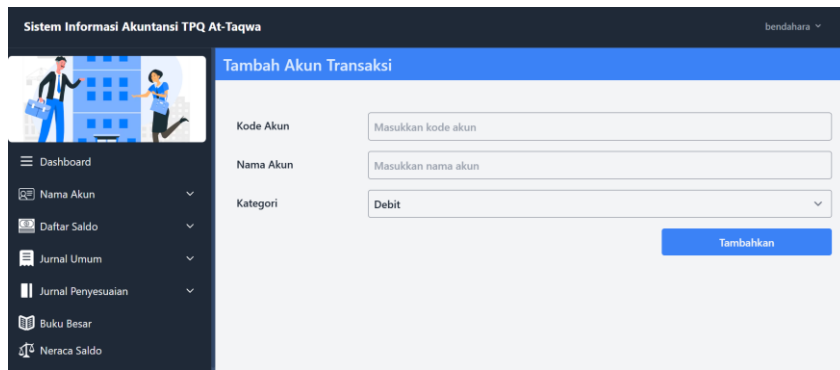 Sistem Informasi Akuntansi TPQ At-Taqwa
bendahara
Tambah Akun Transaksi
Kode Akun
Masukkan kode akun
Nama Akun
Masukkan nama akun
Kategori
Debit
Tambahkan
Dashboard
Nama Akun
Daftar Saldo
Jurnal Umum
Jurnal Penyesuaian
Buku Besar
Neraca Saldo